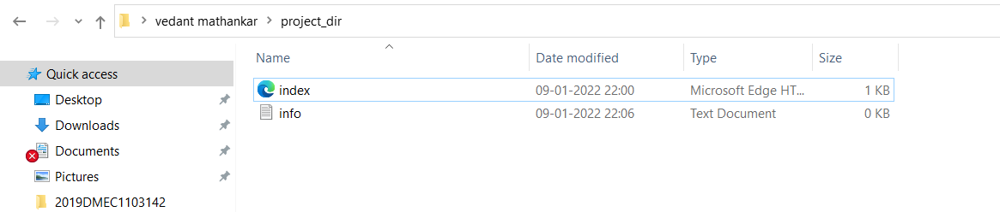 vedant mathankar > project_dir
Name Date modified Type Size
Quick access
Desktop
Downloads
Documents
Pictures
2019DMEC1103142
index 09-01-2022 22:00 Microsoft Edge HT... 1 KB
info 09-01-2022 22:06 Text Document 0 KB